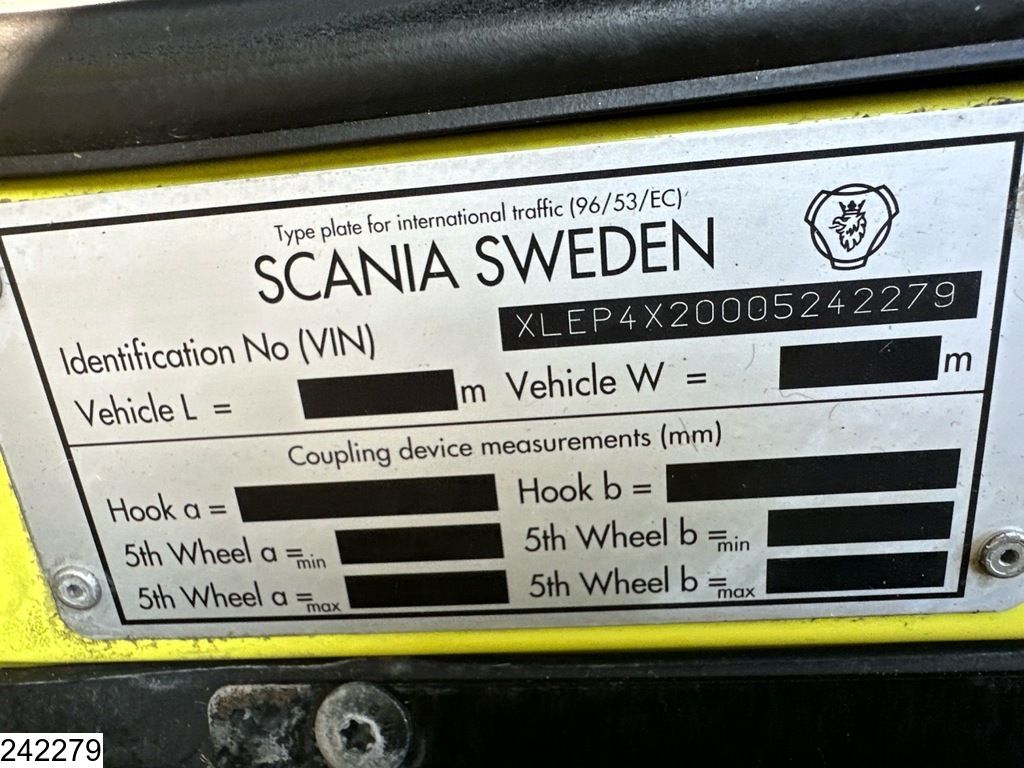 Type plate for international traffic (96/53/EC)
SCANIA SWEDEN
Identification No (VIN) XLEP4X20005242279
Vehicle L = m Vehicle W = m
Coupling device measurements (mm)
Hook a = Hook b =
5th Wheel a =min 5th Wheel b =min
5th Wheel a =max 5th Wheel b =max
242279